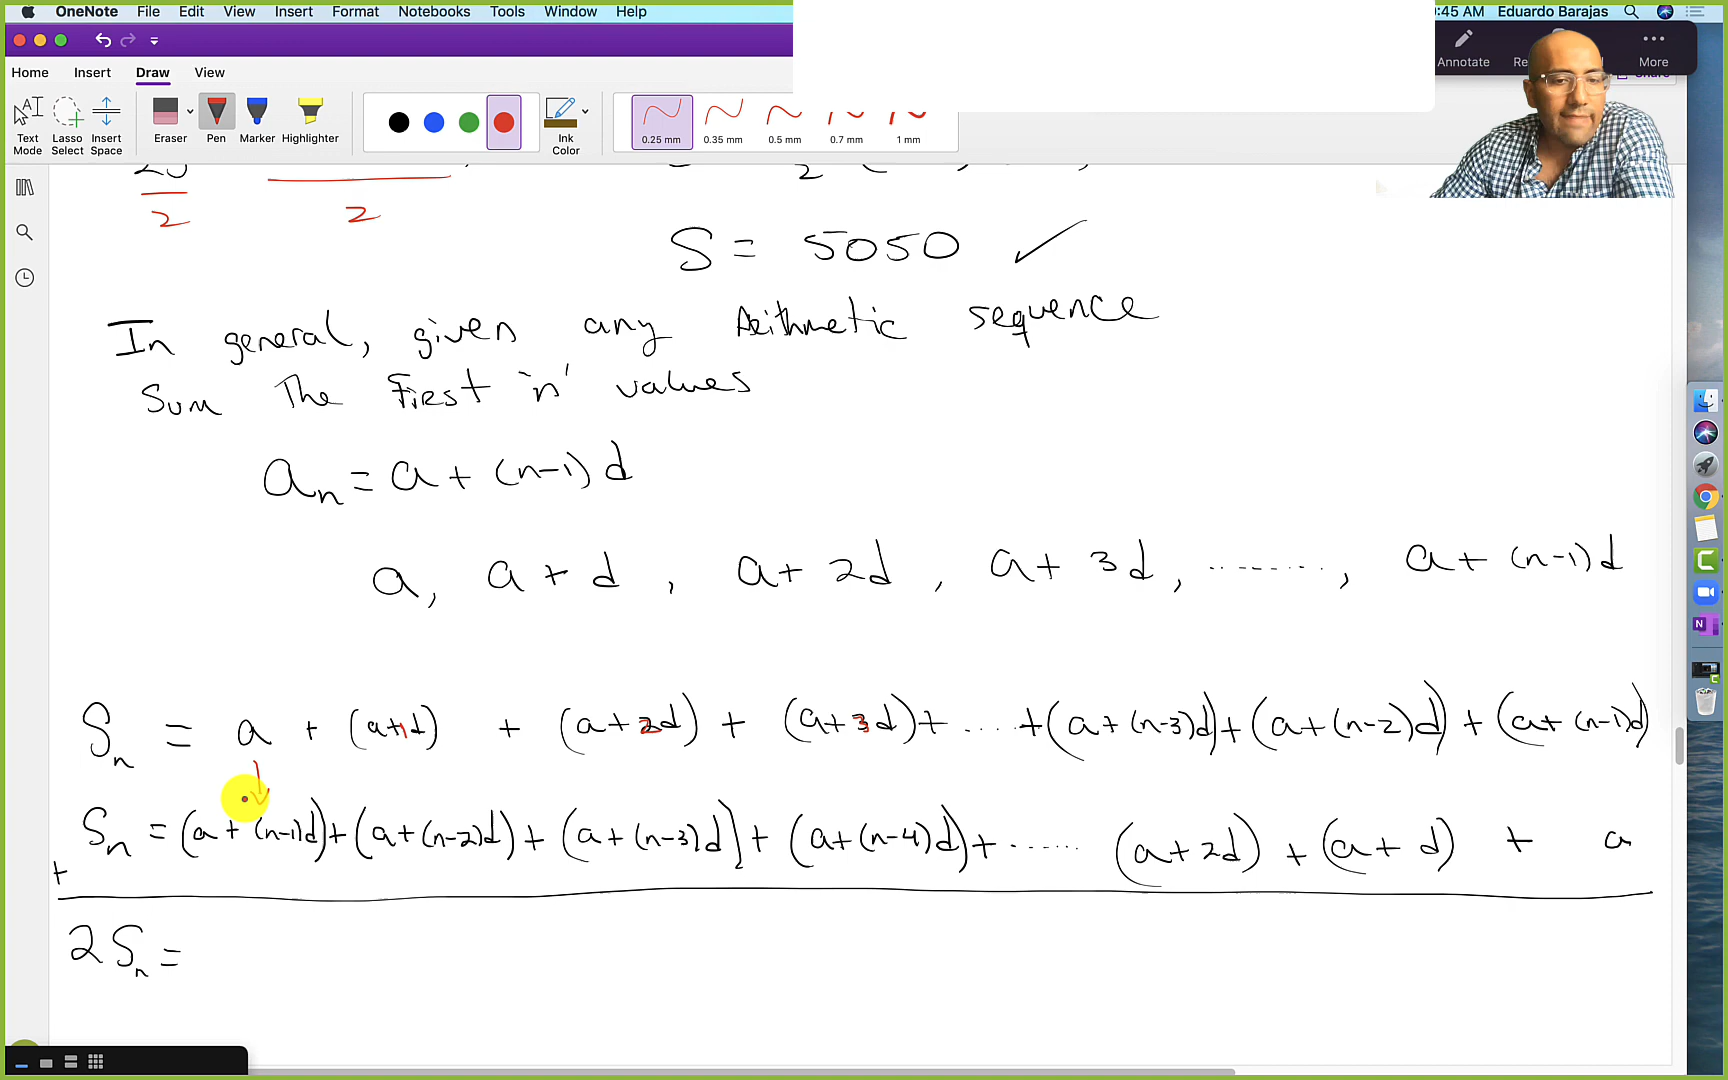 OneNote File Edit View Insert Format Notebooks Tools Window Help :45 AM Eduardo Barajas
Annotate More
Home Insert Draw View Share
Text Mode Lasso Select Insert Space Eraser Pen Marker Highlighter Ink Color 0.25 mm 0.35 mm 0.5 mm 0.7 mm 1 mm
2 2 2
S = 5050 ✓
In general, given any Arithmetic sequence
Sum The First 'n' values
aₙ = a + (n-1) d
a, a + d , a + 2d , a + 3d, ........, a + (n-1)d
Sₙ = a + (a+1d) + (a+2d) + (a+3d) + .... + (a+(n-3)d) + (a+(n-2)d) + (a+(n-1)d)
Sₙ = (a+(n-1)d) + (a+(n-2)d) + (a+(n-3)d) + (a+(n-4)d) + ...... (a+2d) + (a+d) + a
+
2Sₙ =